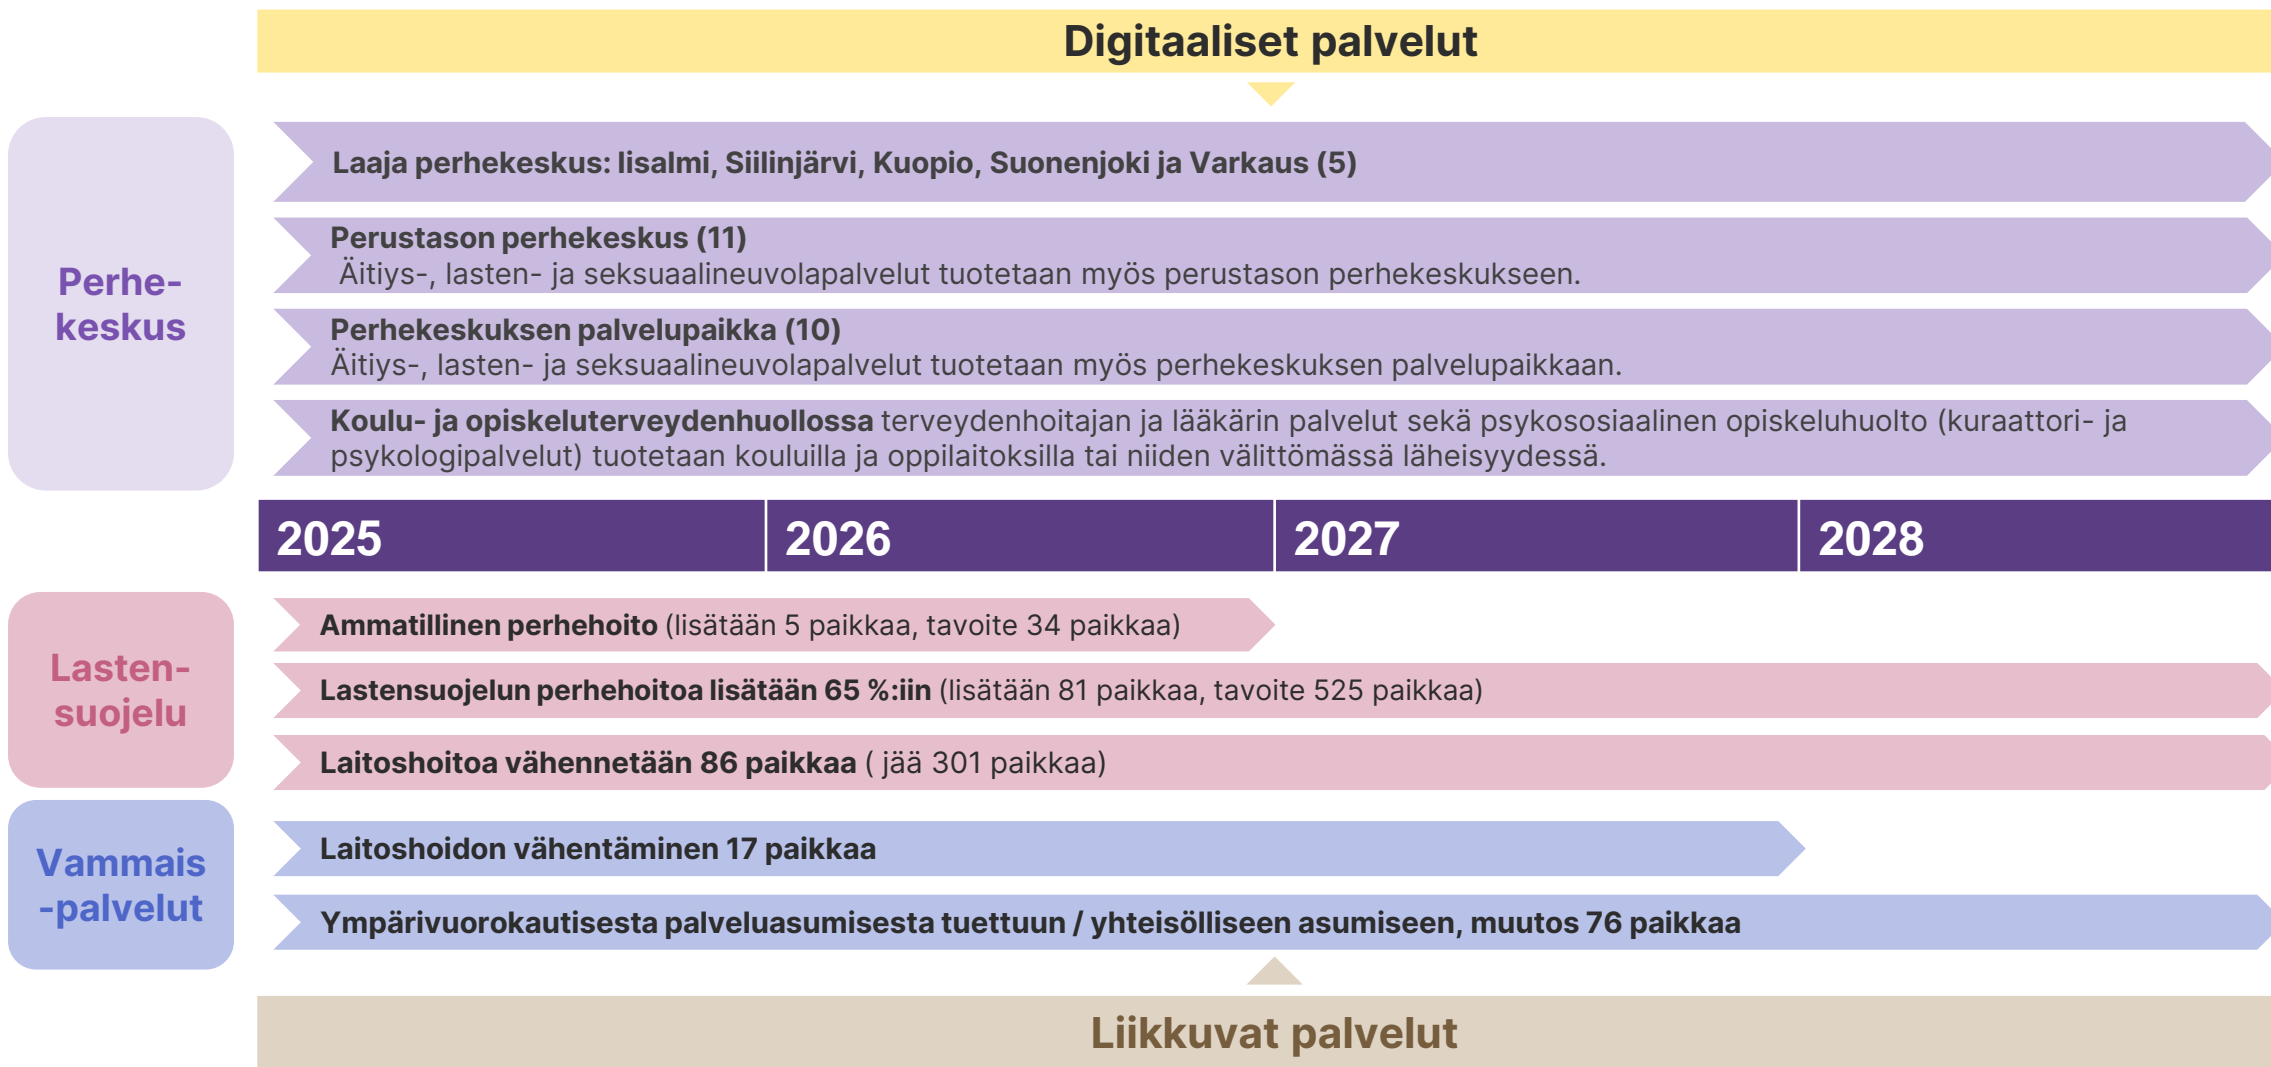 Digitaaliset palvelut
Perhe-
keskus
Laaja perhekeskus: Iisalmi, Siilinjärvi, Kuopio, Suonenjoki ja Varkaus (5)
Perustason perhekeskus (11)
Äitiys-, lasten- ja seksuaalineuvolapalvelut tuotetaan myös perustason perhekeskukseen.
Perhekeskuksen palvelupaikka (10)
Äitiys-, lasten- ja seksuaalineuvolapalvelut tuotetaan myös perhekeskuksen palvelupaikkaan.
Koulu- ja opiskeluterveydenhuollossa terveydenhoitajan ja lääkärin palvelut sekä psykososiaalinen opiskeluhuolto (kuraattori- ja
psykologipalvelut) tuotetaan kouluilla ja oppilaitoksilla tai niiden välittömässä läheisyydessä.
2025 2026 2027 2028
Lasten-
suojelu
Ammatillinen perhehoito (lisätään 5 paikkaa, tavoite 34 paikkaa)
Lastensuojelun perhehoitoa lisätään 65 %:iin (lisätään 81 paikkaa, tavoite 525 paikkaa)
Laitoshoitoa vähennetään 86 paikkaa ( jää 301 paikkaa)
Vammais
-palvelut
Laitoshoidon vähentäminen 17 paikkaa
Ympärivuorokautisesta palveluasumisesta tuettuun / yhteisölliseen asumiseen, muutos 76 paikkaa
Liikkuvat palvelut